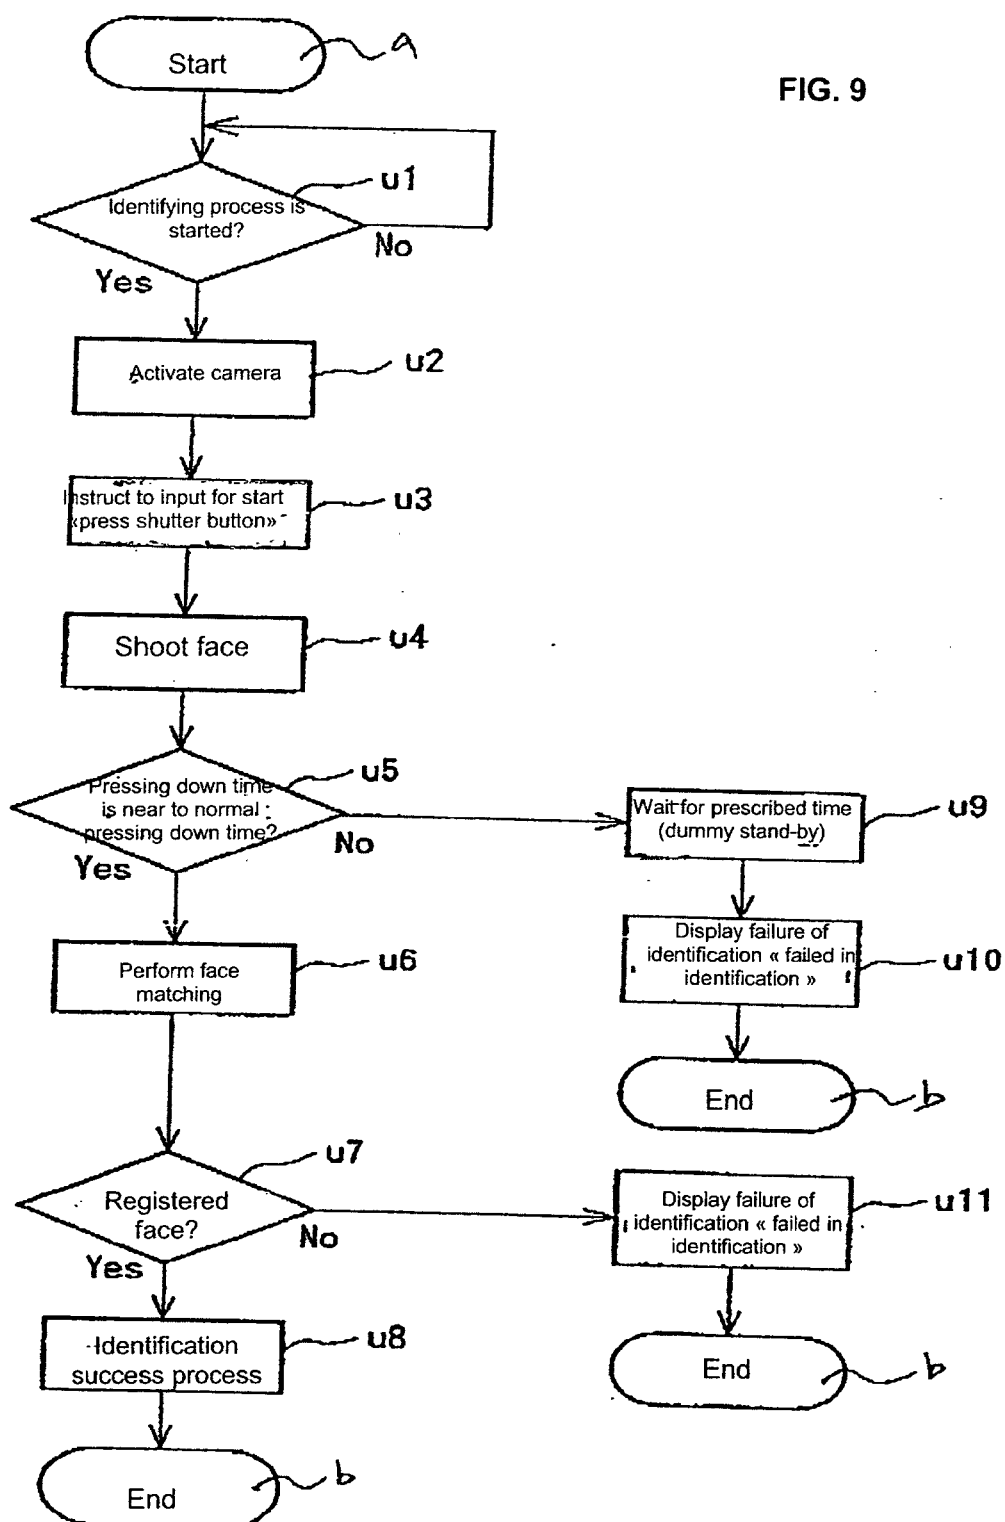 FIG. 9
Start
a
Identifying process is
started?
u1
No
Yes
Activate camera
u2
Instruct to input for start
«press shutter button»
u3
Shoot face
u4
Pressing down time
is near to normal
pressing down time?
u5
No
Yes
Wait for prescribed time
(dummy stand-by)
u9
Display failure of
identification « failed in
identification »
u10
End
b
Perform face
matching
u6
Registered
face?
u7
No
Yes
Display failure of
identification « failed in
identification »
u11
End
b
Identification
success process
u8
End
b